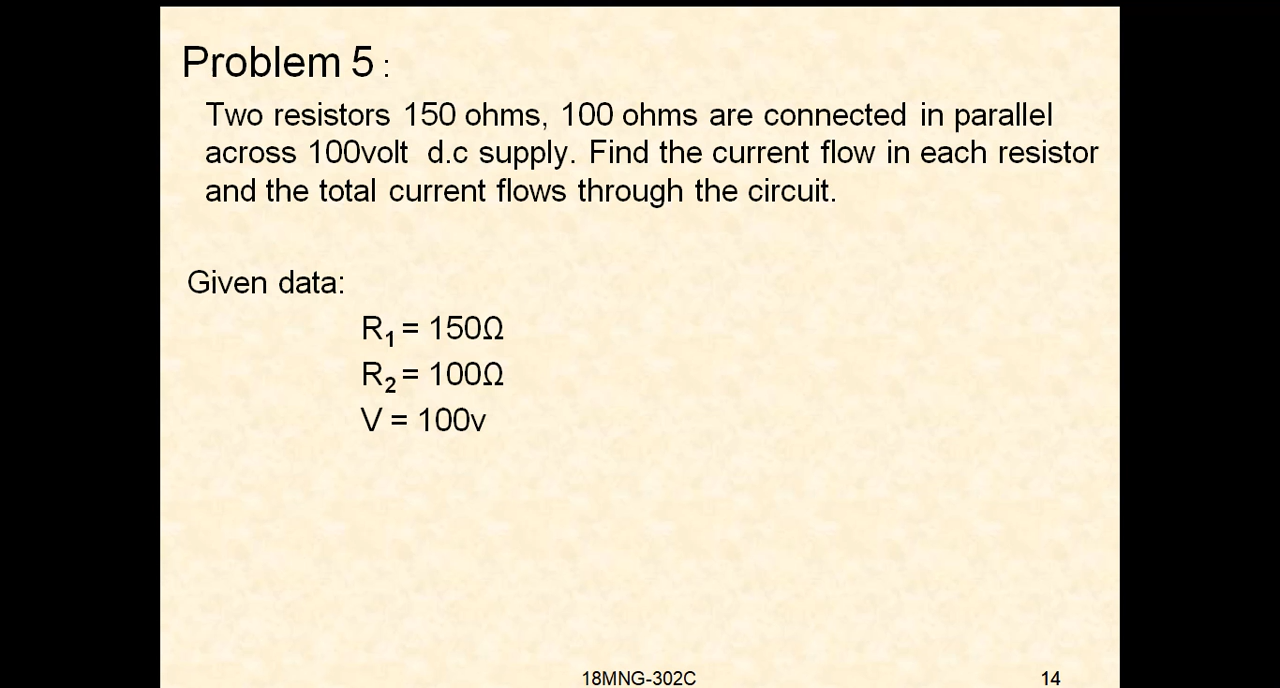 Problem 5 :
Two resistors 150 ohms, 100 ohms are connected in parallel
across 100volt d.c supply. Find the current flow in each resistor
and the total current flows through the circuit.
Given data:
R₁ = 150Ω
R₂ = 100Ω
V = 100v
18MNG-302C
14